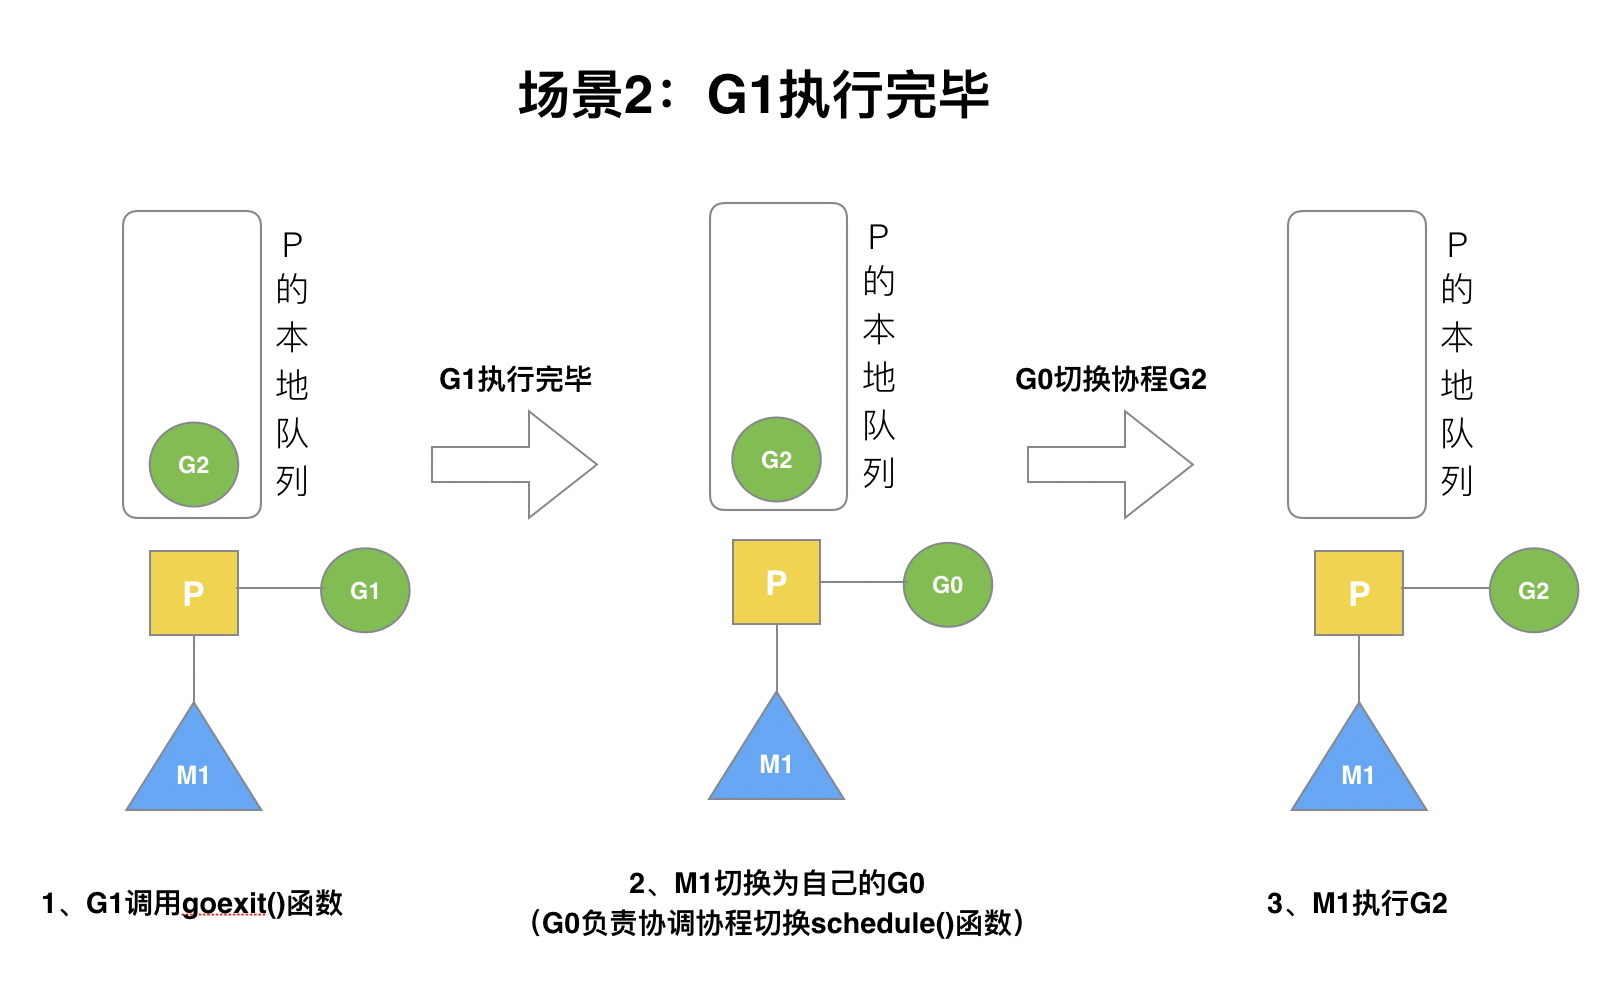 场景2：G1执行完毕
P的本地队列
G2
P
G1
M1
1、G1调用goexit()函数
G1执行完毕
P的本地队列
G2
P
G0
M1
2、M1切换为自己的G0
（G0负责协调协程切换schedule()函数）
G0切换协程G2
P的本地队列
P
G2
M1
3、M1执行G2